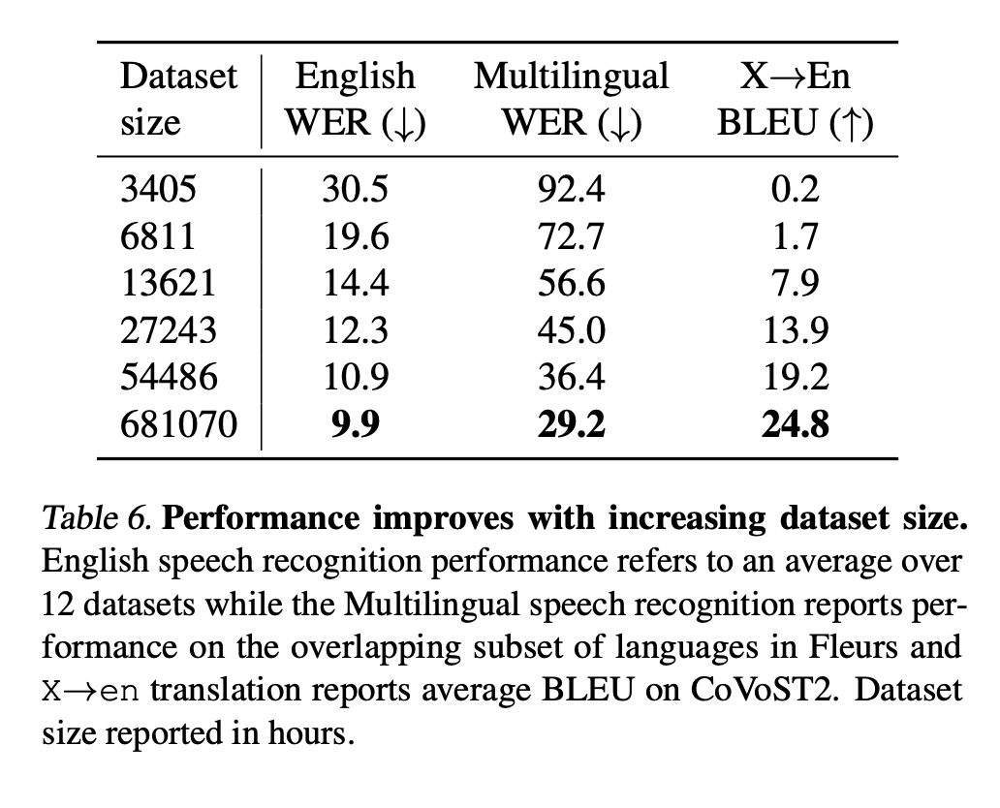 Dataset size | English WER (↓) | Multilingual WER (↓) | X→En BLEU (↑)
3405 | 30.5 | 92.4 | 0.2
6811 | 19.6 | 72.7 | 1.7
13621 | 14.4 | 56.6 | 7.9
27243 | 12.3 | 45.0 | 13.9
54486 | 10.9 | 36.4 | 19.2
681070 | 9.9 | 29.2 | 24.8
Table 6. Performance improves with increasing dataset size.
English speech recognition performance refers to an average over
12 datasets while the Multilingual speech recognition reports per-
formance on the overlapping subset of languages in Fleurs and
X→en translation reports average BLEU on CoVoST2. Dataset
size reported in hours.